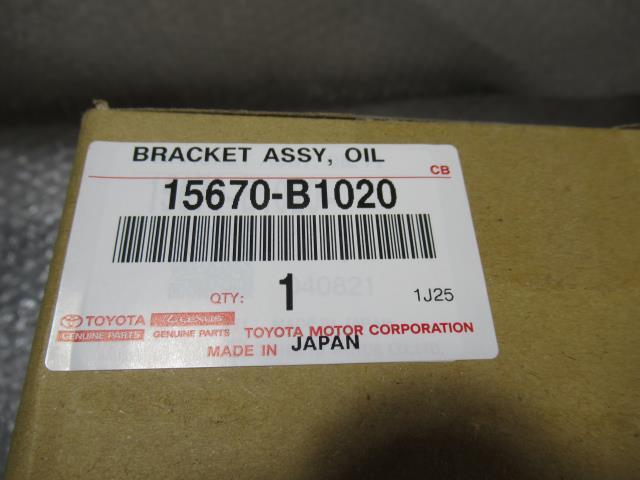 BRACKET ASSY, OIL
CB
15670-B1020
QTY: 1 1J25
TOYOTA LEXUS
GENUINE PARTS GENUINE PARTS TOYOTA MOTOR CORPORATION
MADE IN JAPAN